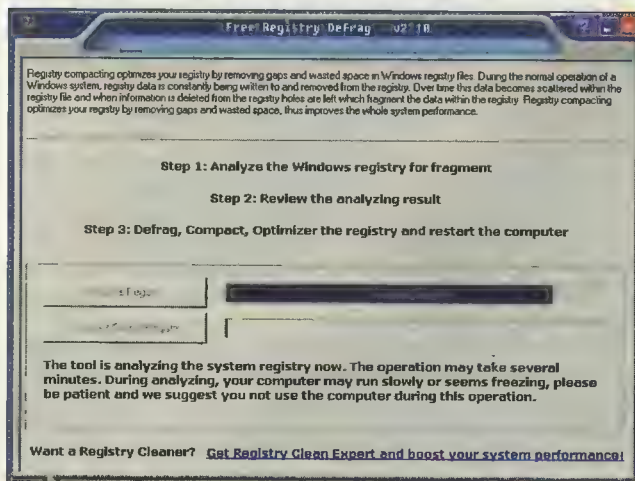 Free Registry Defrag v2.10
Registry compacting optimizes your registry by removing gaps and wasted space in Windows registry files. During the normal operation of a
Windows system, registry data is constantly being written to and removed from the registry. Over time this data becomes scattered within the
registry file and when information is deleted from the registry holes are left which fragment the data within the registry. Registry compacting
optimizes your registry by removing gaps and wasted space, thus improves the whole system performance.
Step 1: Analyze the Windows registry for fragment
Step 2: Review the analyzing result
Step 3: Defrag, Compact, Optimizer the registry and restart the computer
The tool is analyzing the system registry now. The operation may take several
minutes. During analyzing, your computer may run slowly or seems freezing, please
be patient and we suggest you not use the computer during this operation.
Want a Registry Cleaner? Get Registry Clean Expert and boost your system performance!